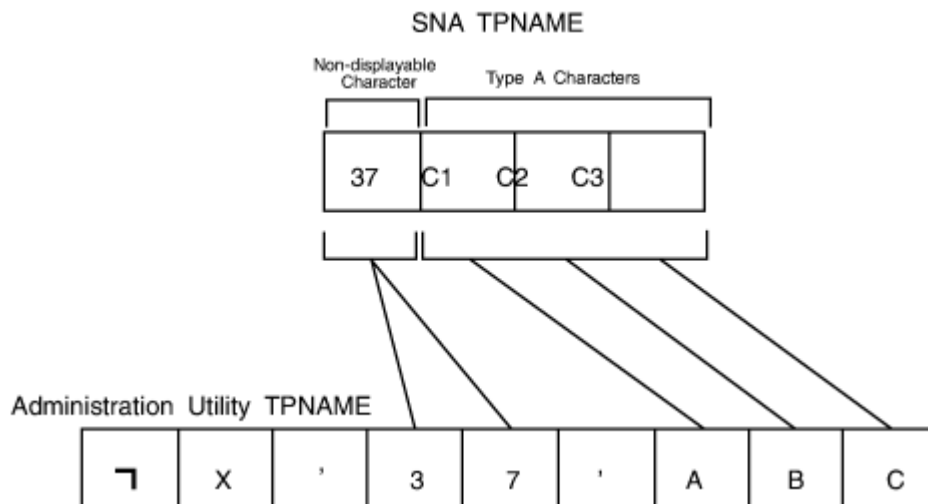 SNA TPNAME
Non-displayable
Character
Type A Characters
37 C1 C2 C3
Administration Utility TPNAME
¬ X ' 3 7 ' A B C